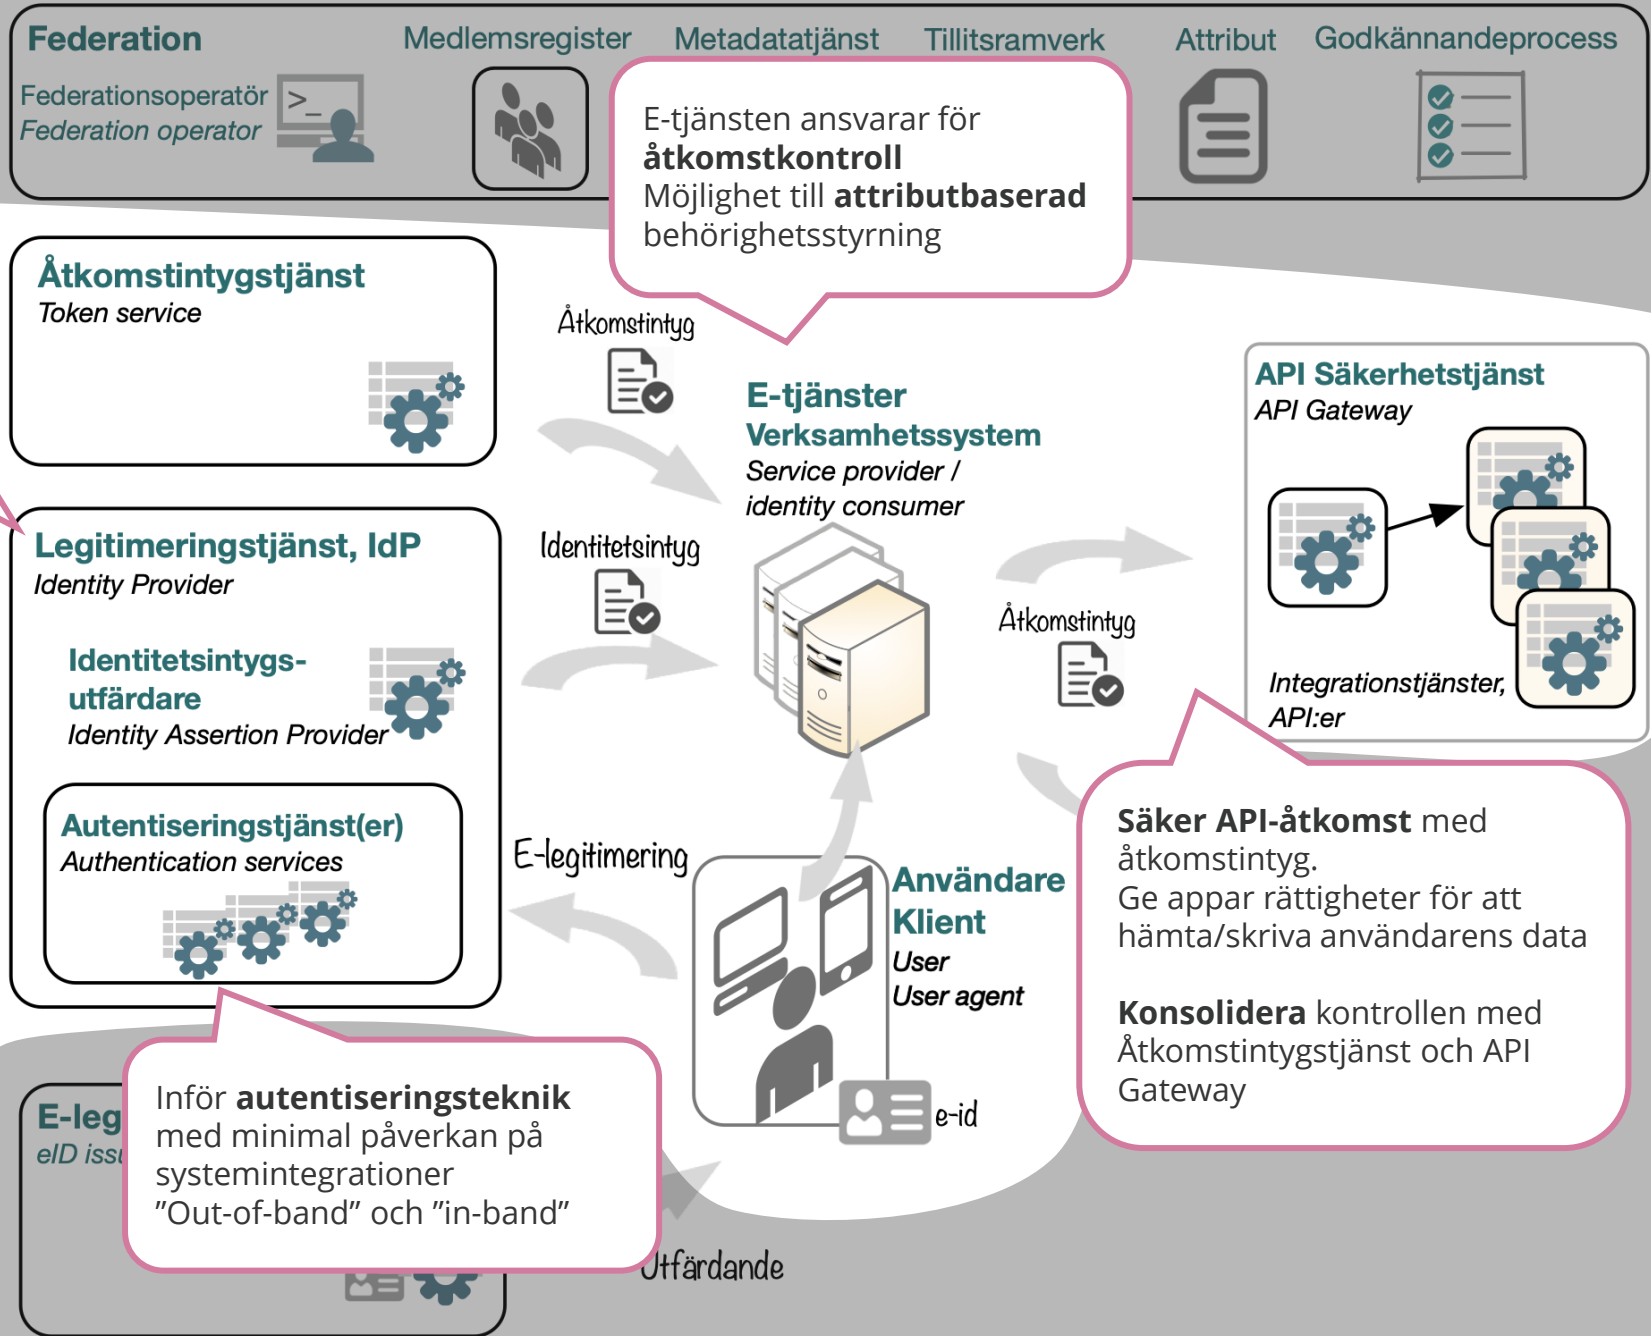 Federation
Medlemsregister
Metadatatjänst
Tillitsramverk
Attribut
Godkännandeprocess
Federationsoperatör
Federation operator
>_
E-tjänsten ansvarar för
åtkomstkontroll
Möjlighet till attributbaserad
behörighetsstyrning
Åtkomstintygstjänst
Token service
Åtkomstintyg
E-tjänster
Verksamhetssystem
Service provider /
identity consumer
API Säkerhetstjänst
API Gateway
Integrationstjänster,
API:er
Legitimeringstjänst, IdP
Identity Provider
Identitetsintyg
Identitetsintygs-
utfärdare
Identity Assertion Provider
Åtkomstintyg
Autentiseringstjänst(er)
Authentication services
E-legitimering
Användare
Klient
User
User agent
e-id
Säker API-åtkomst med
åtkomstintyg.
Ge appar rättigheter för att
hämta/skriva användarens data
Konsolidera kontrollen med
Åtkomstintygstjänst och API
Gateway
E-leg
eID issu
Inför autentiseringsteknik
med minimal påverkan på
systemintegrationer
”Out-of-band” och ”in-band”
Utfärdande